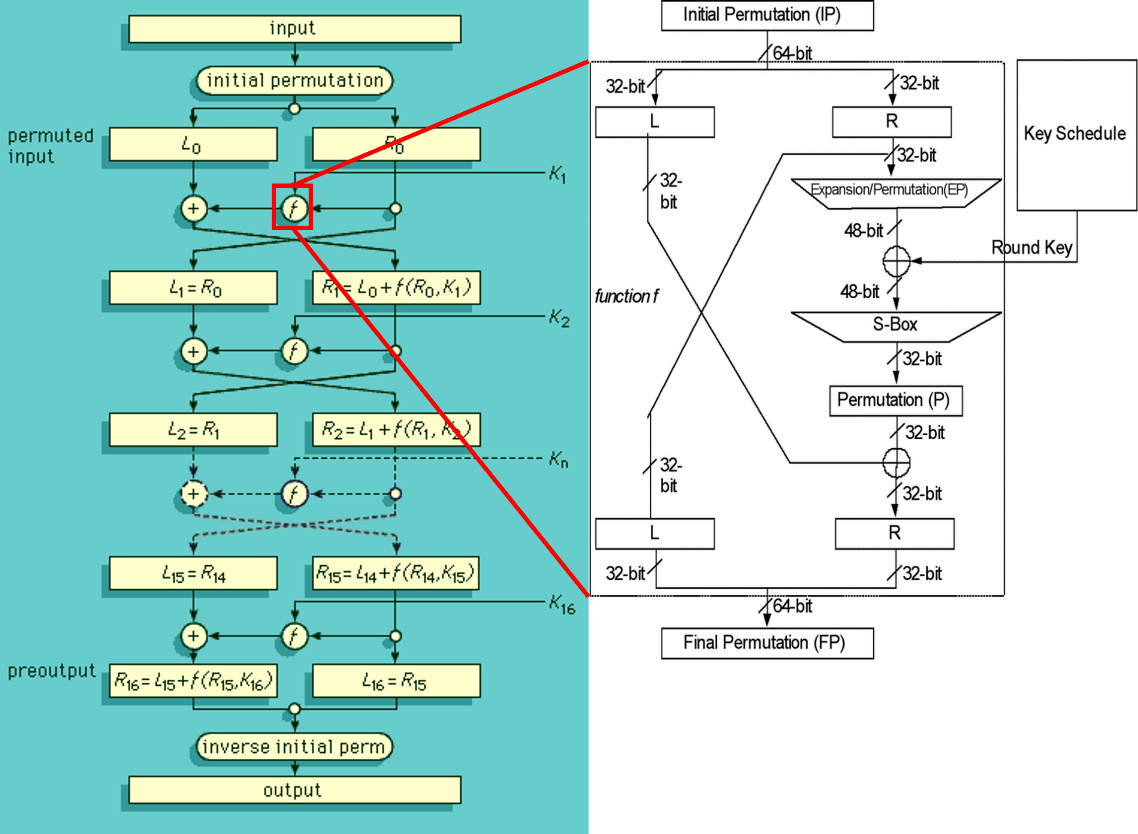 input
initial permutation
permuted
input
L0
R0
K1
+
f
L1=R0
R1=L0+f(R0,K1)
K2
+
f
L2=R1
R2=L1+f(R1,K2)
Kn
+
f
L15=R14
R15=L14+f(R14,K15)
K16
+
f
preoutput
R16=L15+f(R15,K16)
L16=R15
inverse initial perm
output
Initial Permutation (IP)
64-bit
32-bit
32-bit
L
R
Key Schedule
32-bit
32-
bit
Expansion/Permutation(EP)
48-bit
Round Key
48-bit
function f
S-Box
32-bit
Permutation (P)
32-bit
32-
bit
32-bit
L
R
32-bit
32-bit
64-bit
Final Permutation (FP)